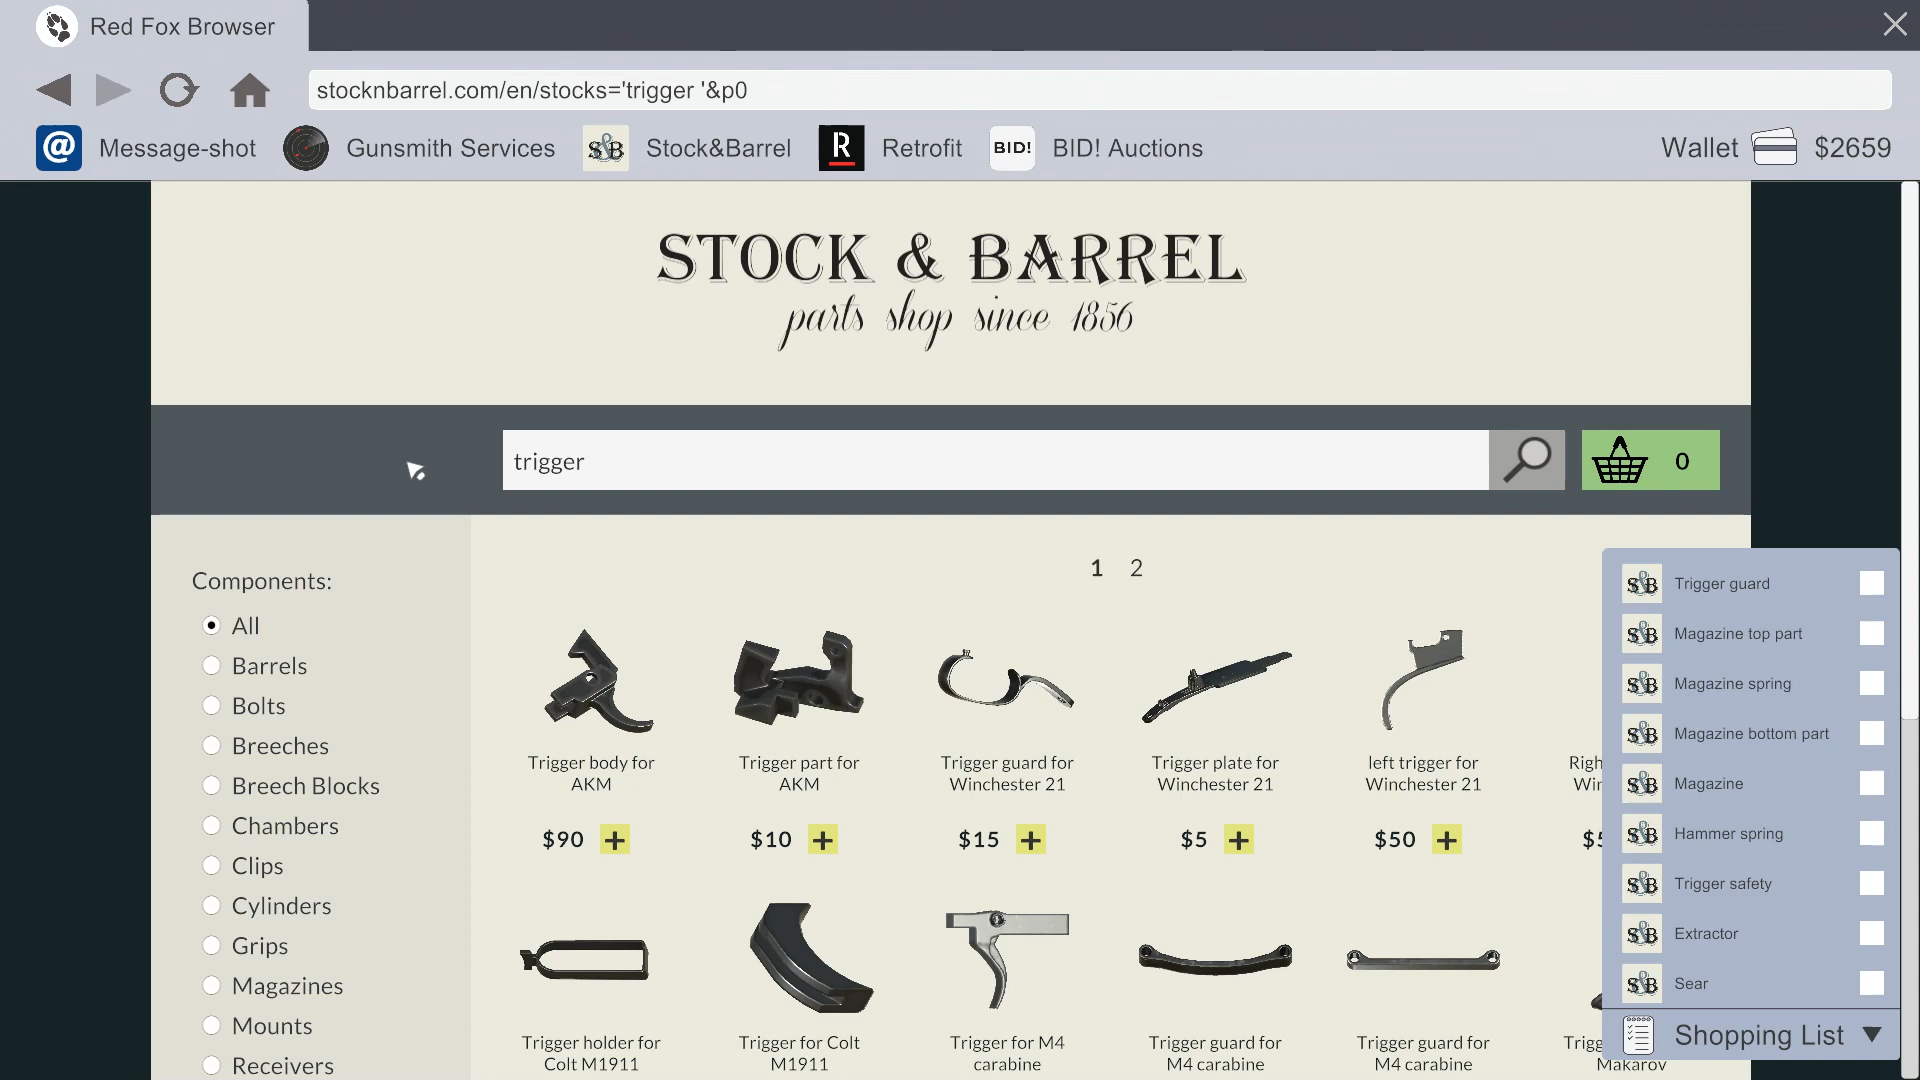 Red Fox Browser
stocknbarrel.com/en/stocks='trigger '&p0
@ Message-shot
Gunsmith Services
S&B Stock&Barrel
R Retrofit
BID! BID! Auctions
Wallet $2659
STOCK & BARREL
parts shop since 1856
trigger
0
Components:
All
Barrels
Bolts
Breeches
Breech Blocks
Chambers
Clips
Cylinders
Grips
Magazines
Mounts
Receivers
1 2
Trigger body for
AKM
$90 +
Trigger part for
AKM
$10 +
Trigger guard for
Winchester 21
$15 +
Trigger plate for
Winchester 21
$5 +
left trigger for
Winchester 21
$50 +
Trigger holder for
Colt M1911
Trigger for Colt
M1911
Trigger for M4
carabine
Trigger guard for
M4 carabine
Trigger guard for
M4 carabine
Makarov
S&B Trigger guard
S&B Magazine top part
S&B Magazine spring
S&B Magazine bottom part
S&B Magazine
S&B Hammer spring
S&B Trigger safety
S&B Extractor
S&B Sear
Shopping List